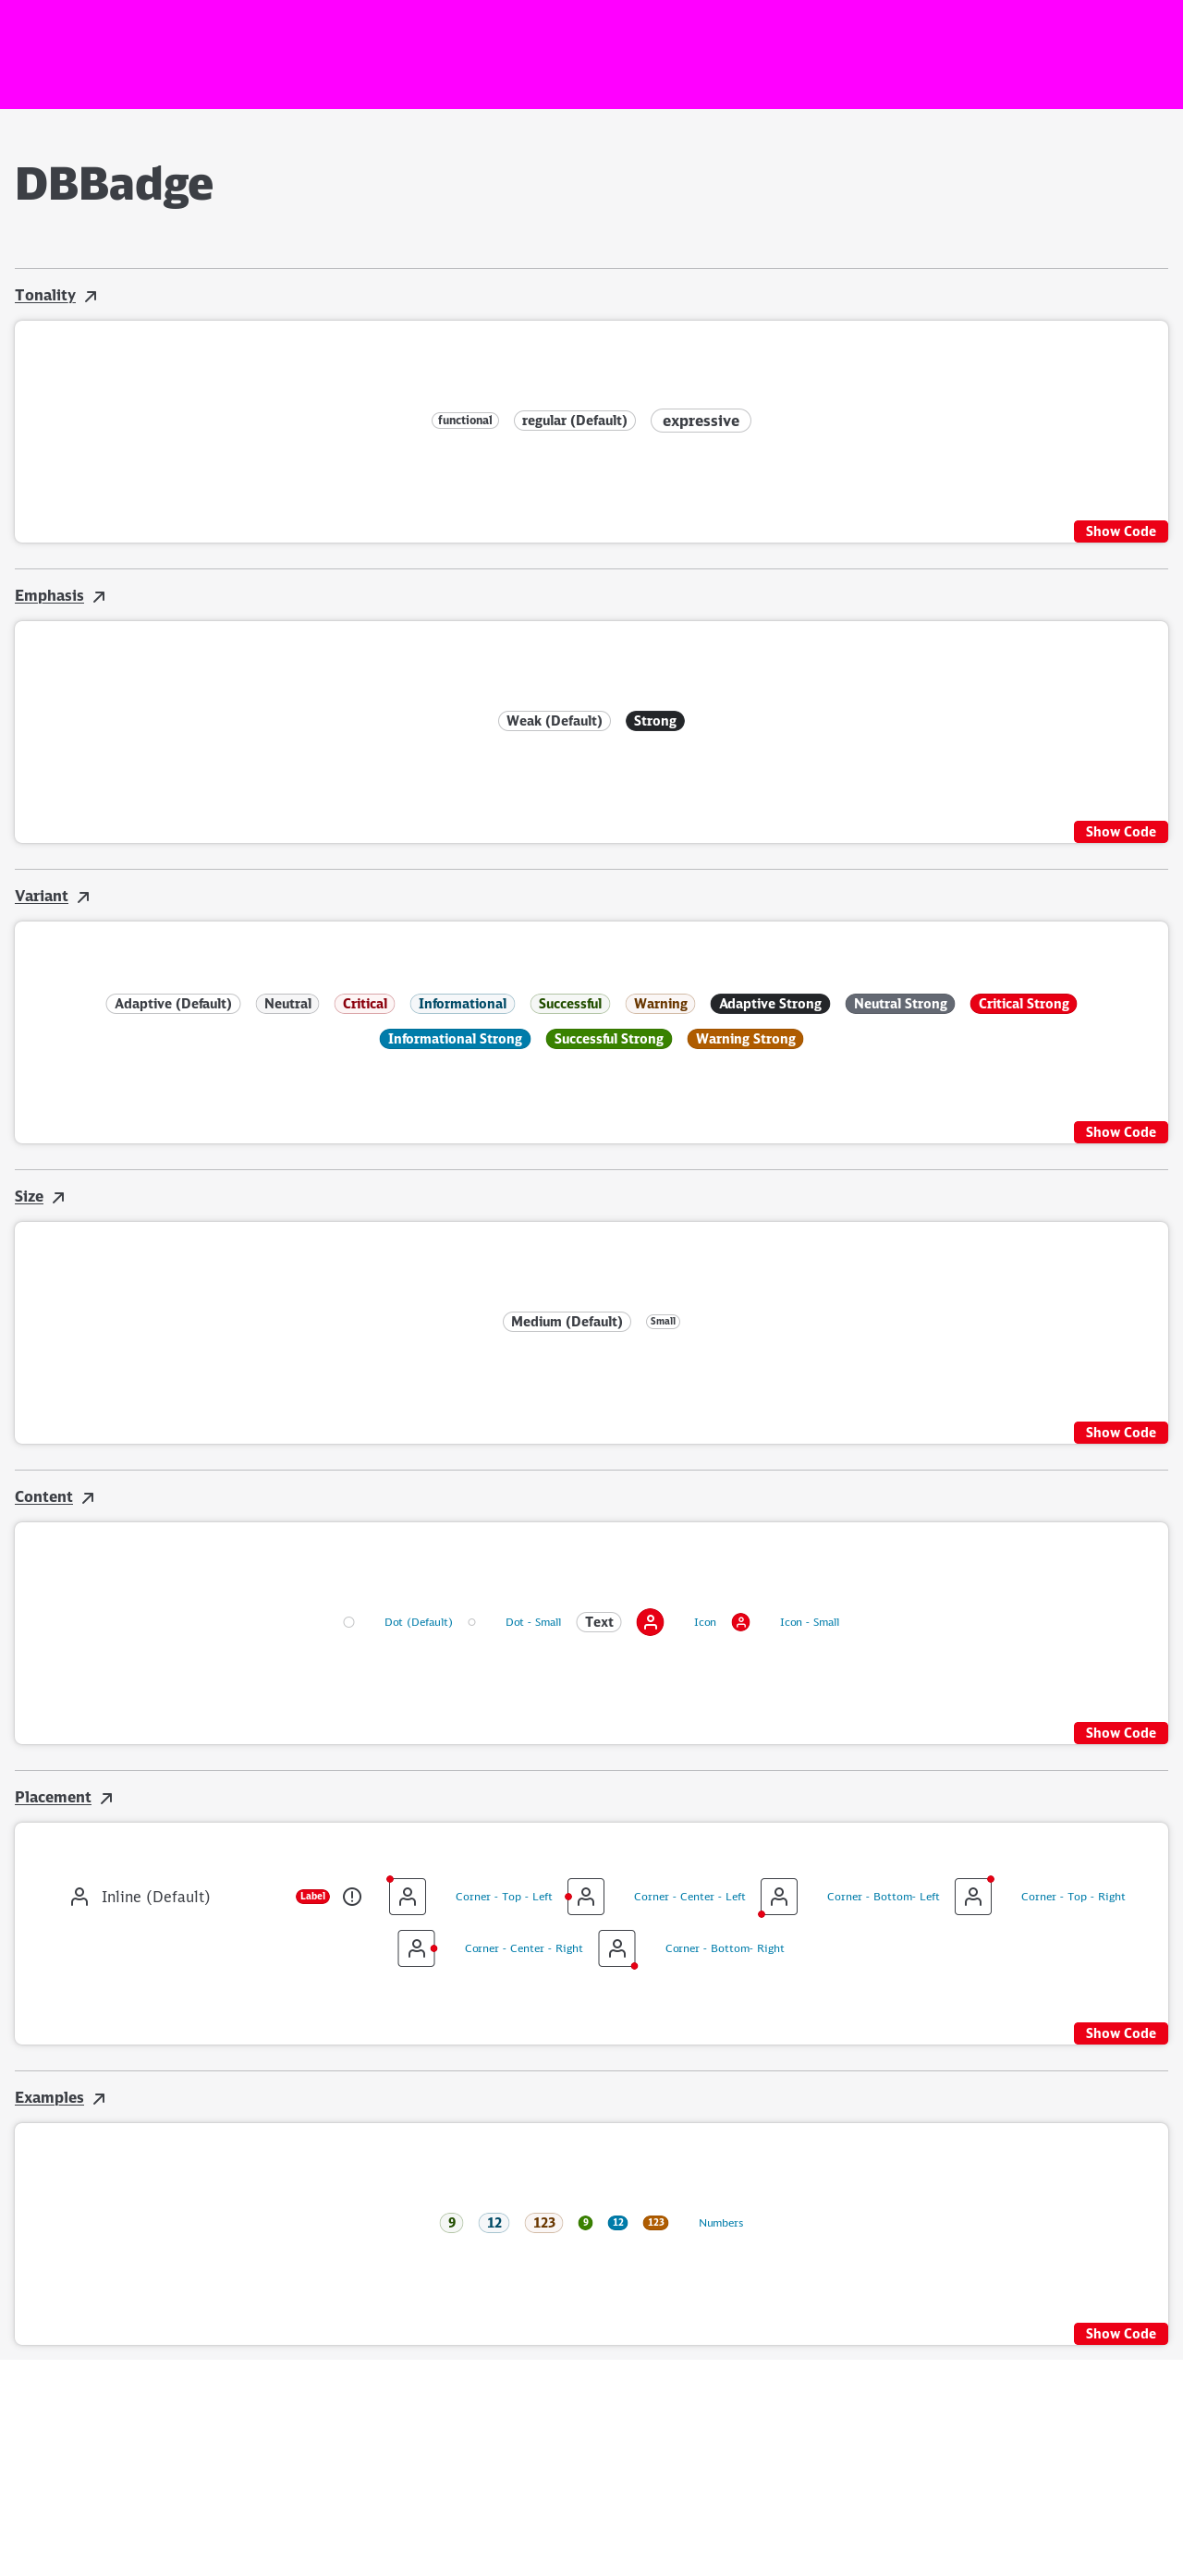 DBBadge
Tonality
functional regular (Default) expressive
Show Code
Emphasis
Weak (Default) Strong
Show Code
Variant
Adaptive (Default) Neutral Critical Informational Successful Warning Adaptive Strong Neutral Strong Critical Strong
Informational Strong Successful Strong Warning Strong
Show Code
Size
Medium (Default) Small
Show Code
Content
Dot (Default) Dot - Small Text Icon Icon - Small
Show Code
Placement
Inline (Default) Label Corner - Top - Left Corner - Center - Left Corner - Bottom- Left Corner - Top - Right
Corner - Center - Right Corner - Bottom- Right
Show Code
Examples
9 12 123 9 12 123 Numbers
Show Code